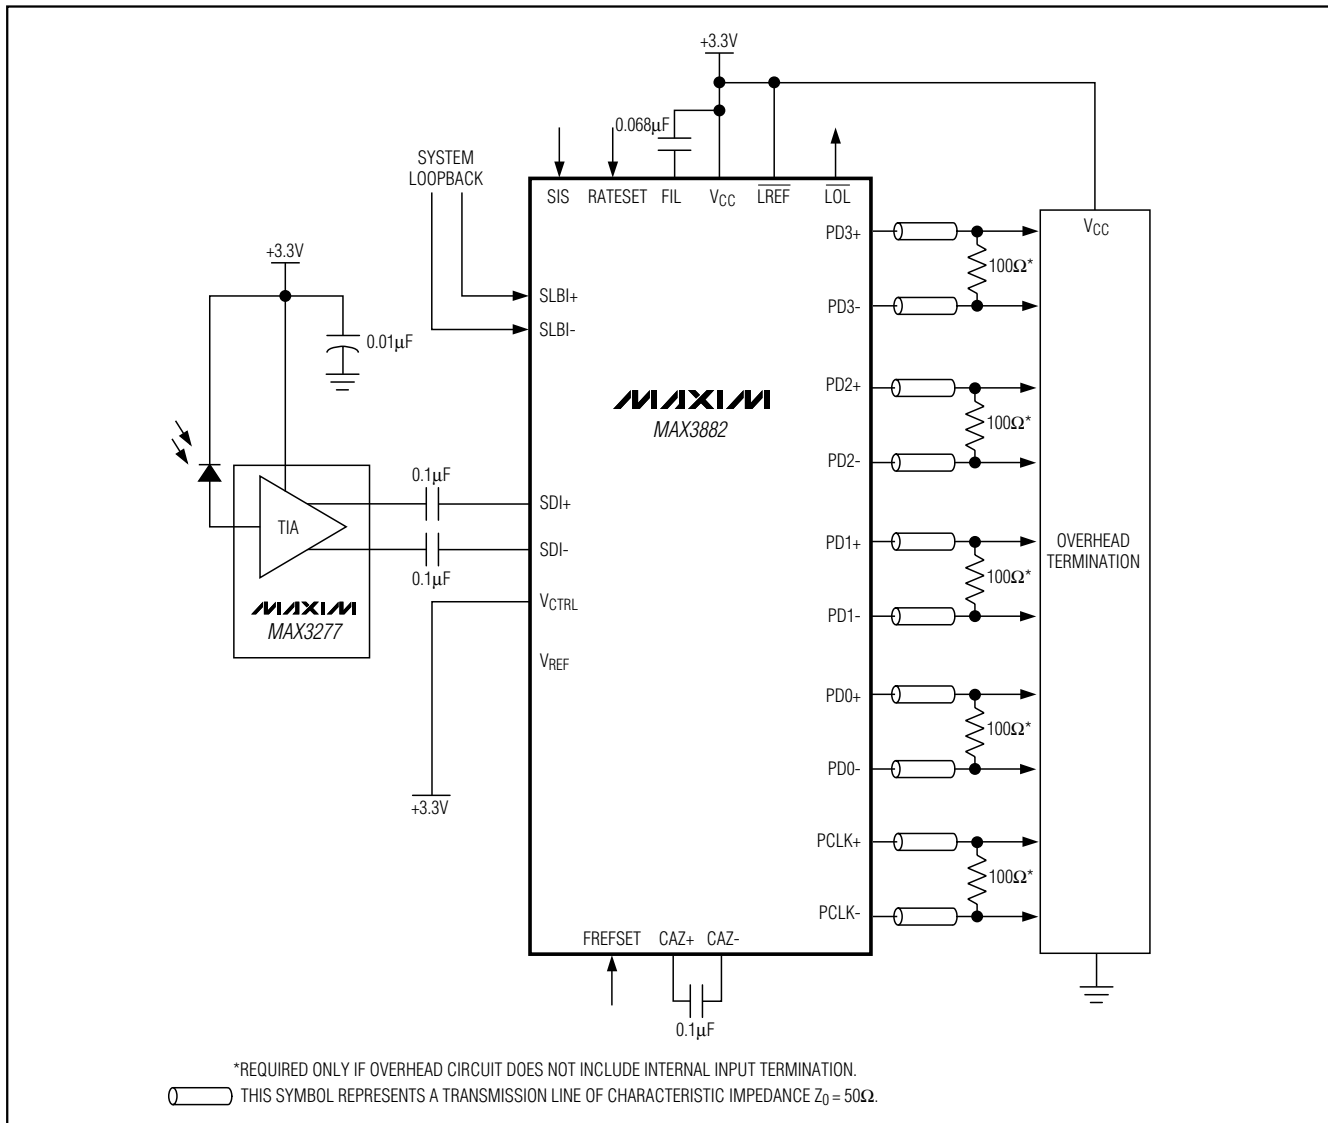 +3.3V
0.068µF
SYSTEM
LOOPBACK
SIS
RATESET
FIL
VCC
LREF
LOL
+3.3V
0.01µF
SLBI+
SLBI-
MAXIM
MAX3882
TIA
MAXIM
MAX3277
0.1µF
0.1µF
SDI+
SDI-
VCTRL
VREF
+3.3V
PD3+
PD3-
100Ω*
PD2+
PD2-
100Ω*
PD1+
PD1-
100Ω*
PD0+
PD0-
100Ω*
PCLK+
PCLK-
100Ω*
VCC
OVERHEAD
TERMINATION
FREFSET
CAZ+
CAZ-
0.1µF
*REQUIRED ONLY IF OVERHEAD CIRCUIT DOES NOT INCLUDE INTERNAL INPUT TERMINATION.
THIS SYMBOL REPRESENTS A TRANSMISSION LINE OF CHARACTERISTIC IMPEDANCE Z0 = 50Ω.